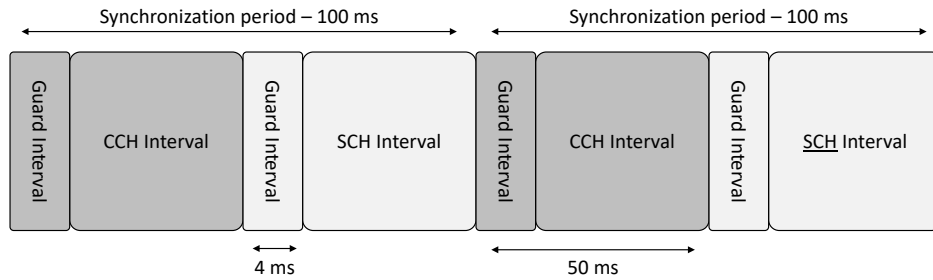 Synchronization period – 100 ms
Synchronization period – 100 ms
Guard Interval
CCH Interval
Guard Interval
SCH Interval
Guard Interval
CCH Interval
Guard Interval
SCH Interval
4 ms
50 ms